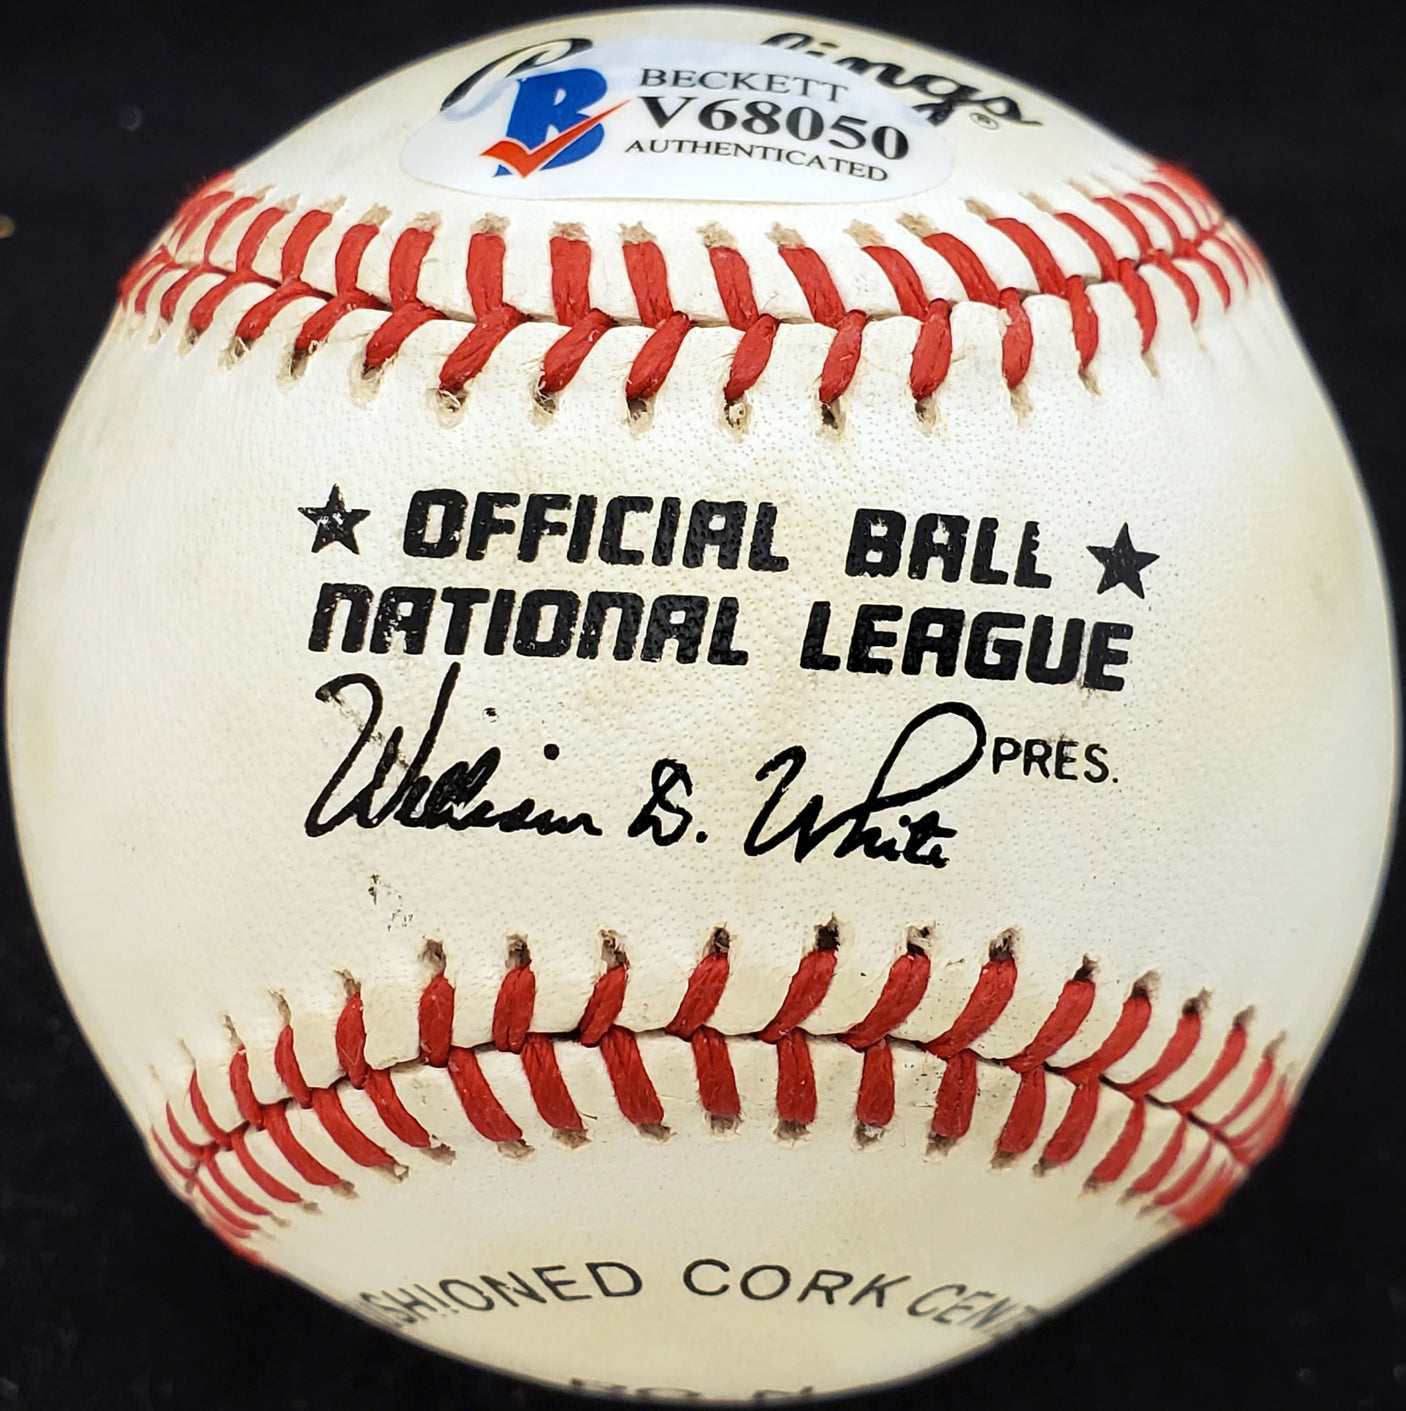 BECKETT
V68050
AUTHENTICATED
★ OFFICIAL BALL ★
NATIONAL LEAGUE
William D. White PRES.
CORK